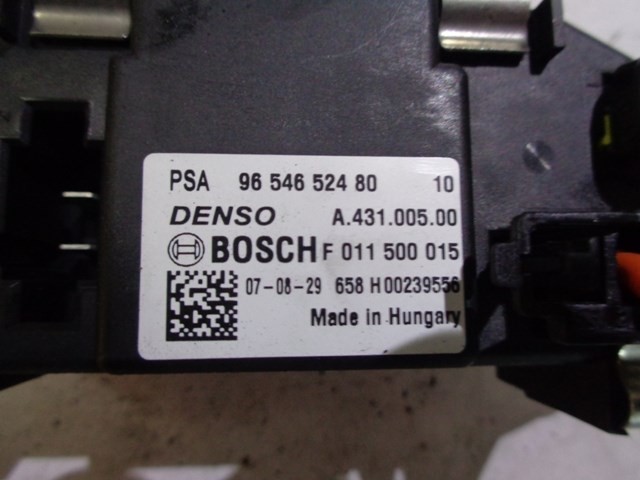 PSA 96 546 524 80 10
DENSO A.431.005.00
BOSCH F 011 500 015
07-08-29 658 H00239556
Made in Hungary